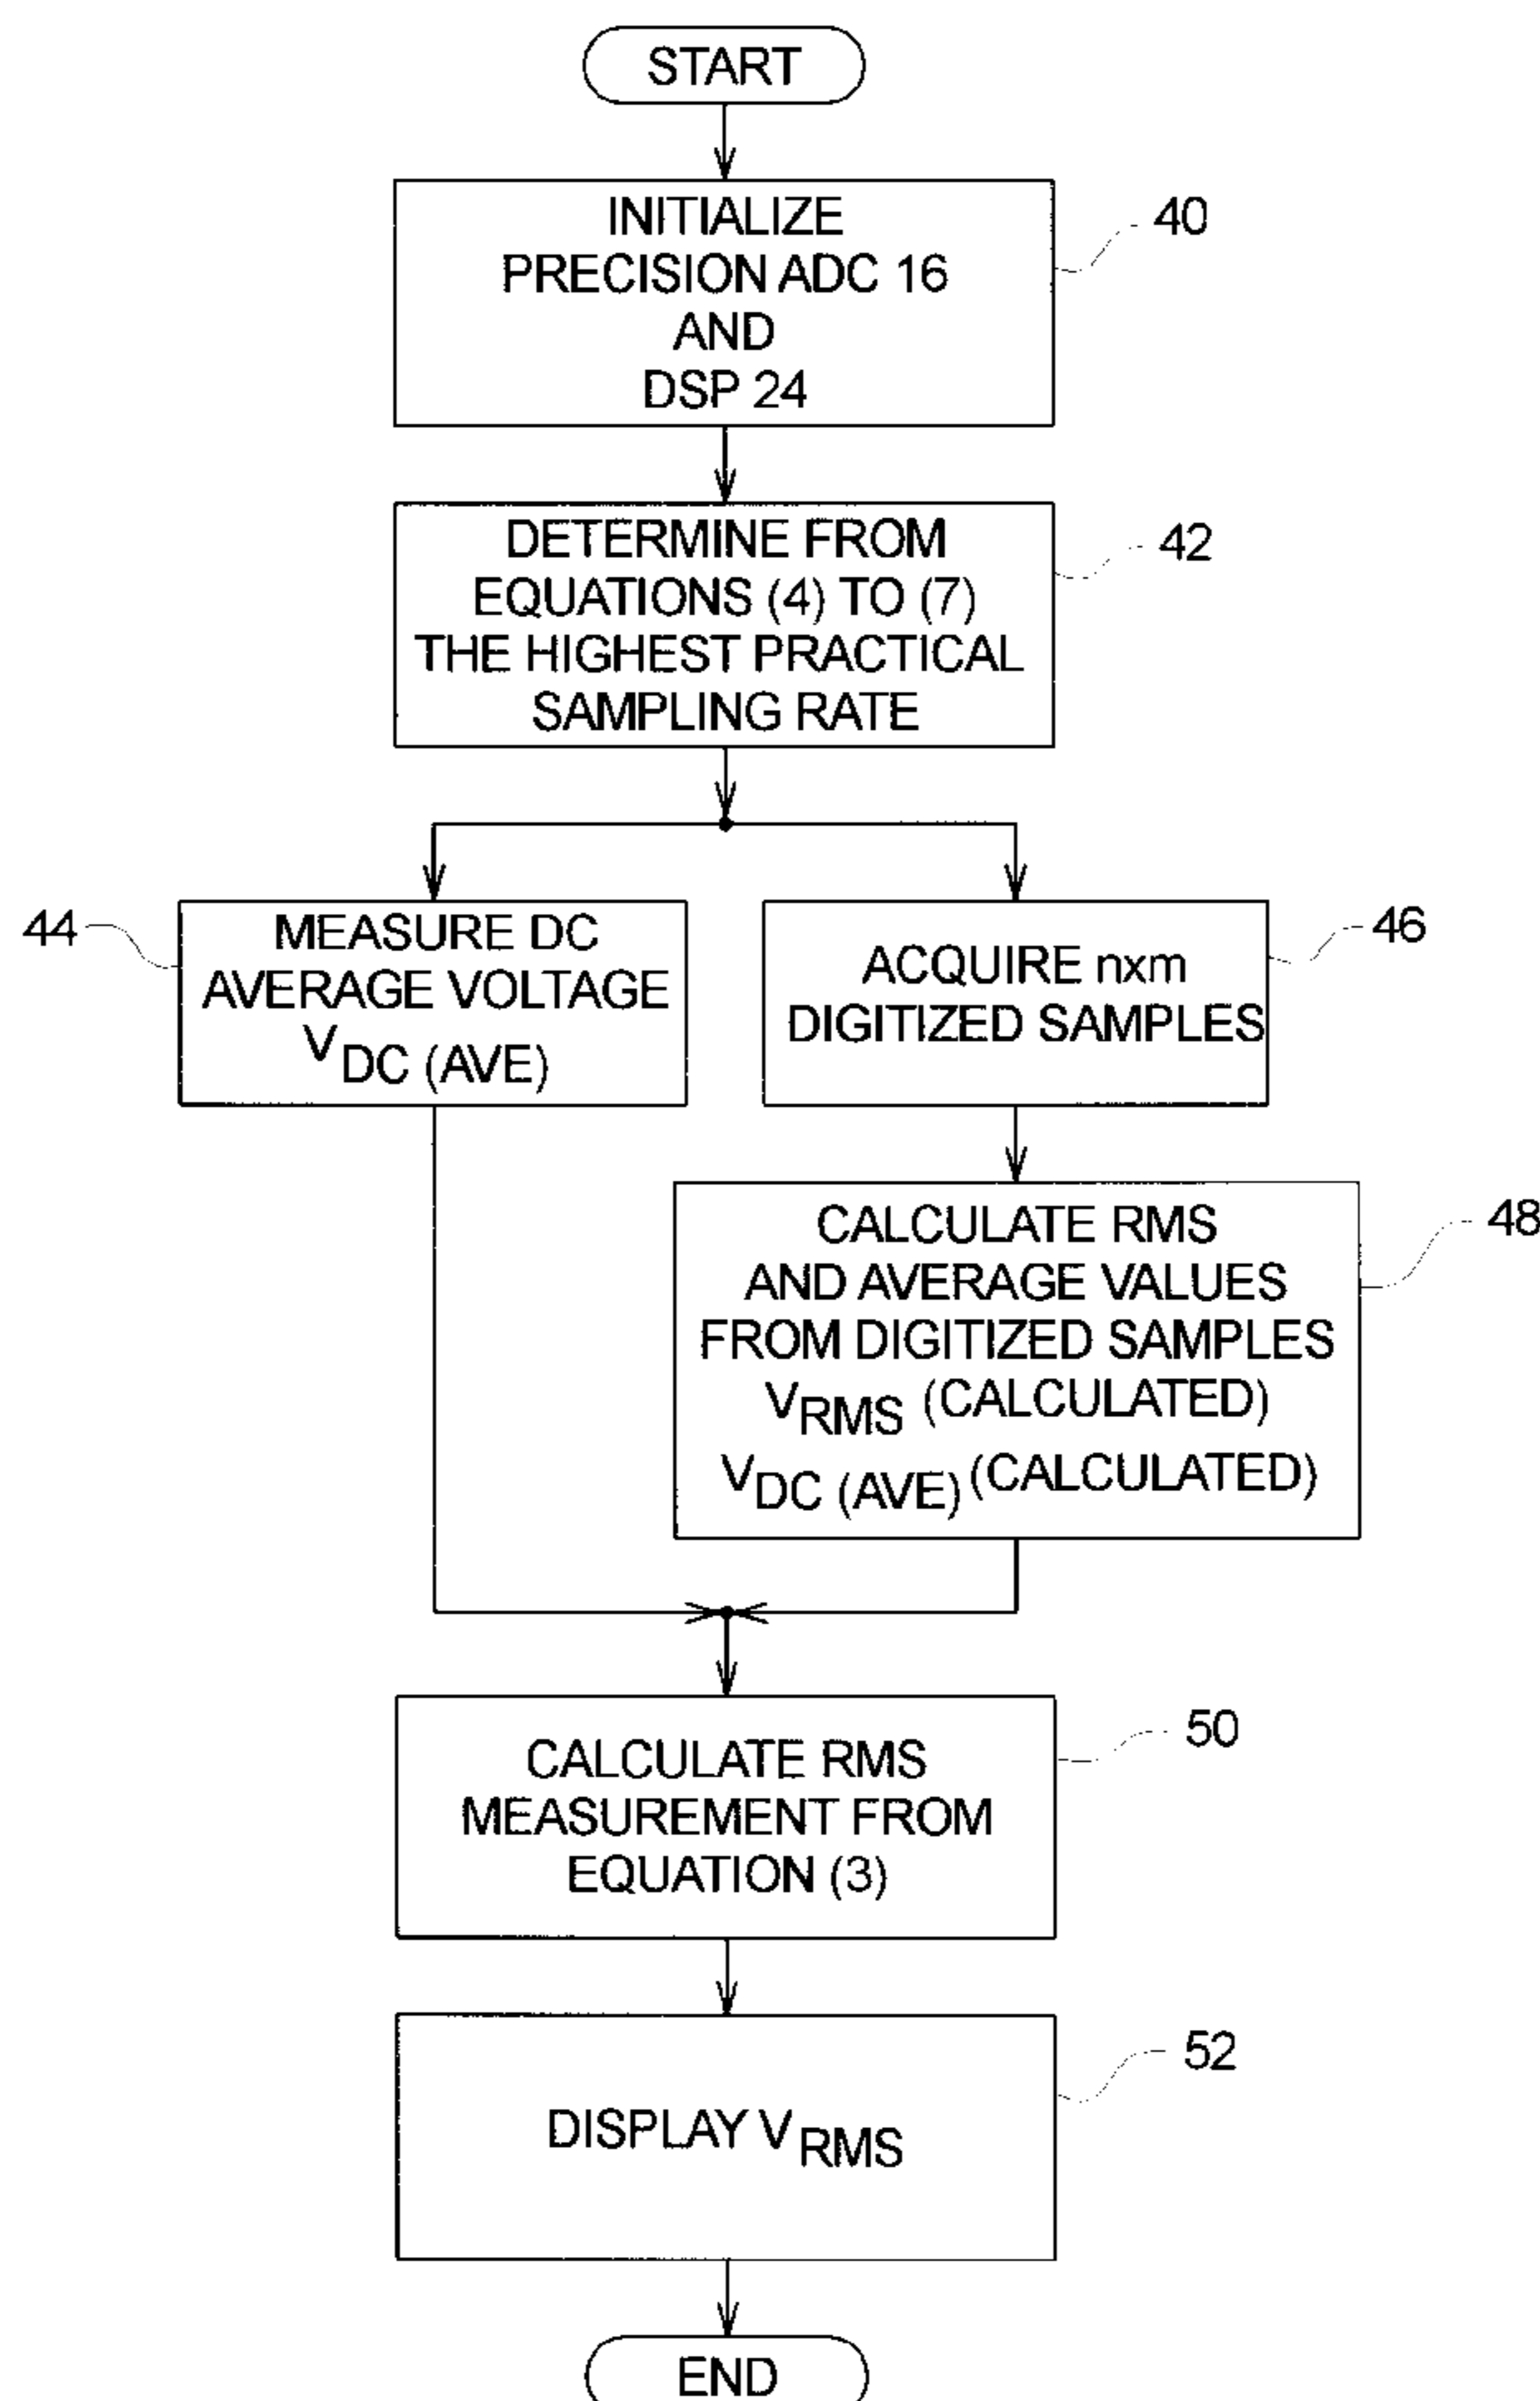 START
INITIALIZE
PRECISION ADC 16
AND
DSP 24
40
DETERMINE FROM
EQUATIONS (4) TO (7)
THE HIGHEST PRACTICAL
SAMPLING RATE
42
44
MEASURE DC
AVERAGE VOLTAGE
VDC (AVE)
ACQUIRE nxm
DIGITIZED SAMPLES
46
CALCULATE RMS
AND AVERAGE VALUES
FROM DIGITIZED SAMPLES
VRMS (CALCULATED)
VDC (AVE) (CALCULATED)
48
CALCULATE RMS
MEASUREMENT FROM
EQUATION (3)
50
DISPLAY VRMS
52
END